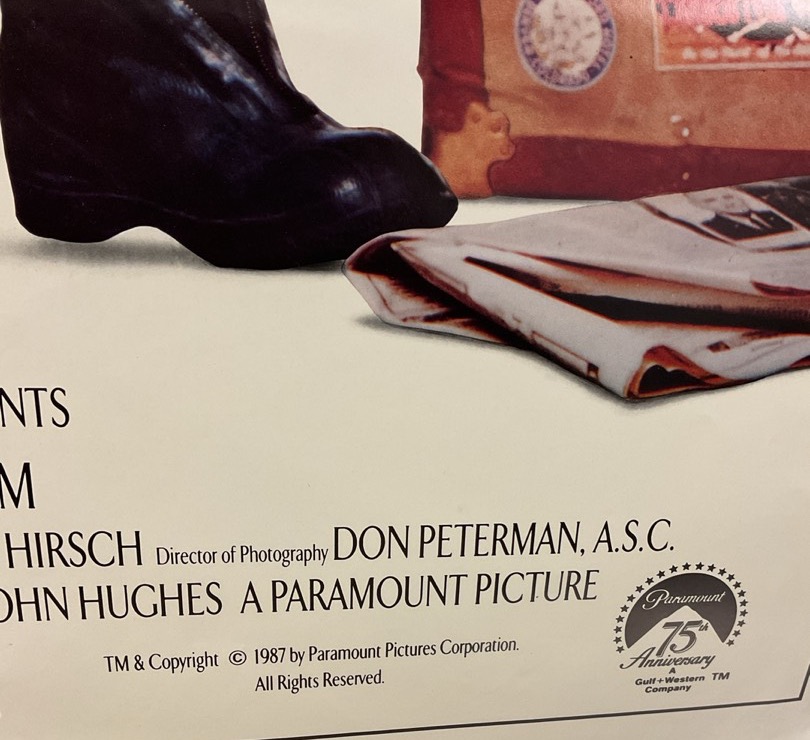 COLORADO
NTS
M
HIRSCH Director of Photography DON PETERMAN, A.S.C.
OHN HUGHES A PARAMOUNT PICTURE
TM & Copyright © 1987 by Paramount Pictures Corporation.
All Rights Reserved.
Paramount
75th
Anniversary
A
Gulf+Western TM
Company